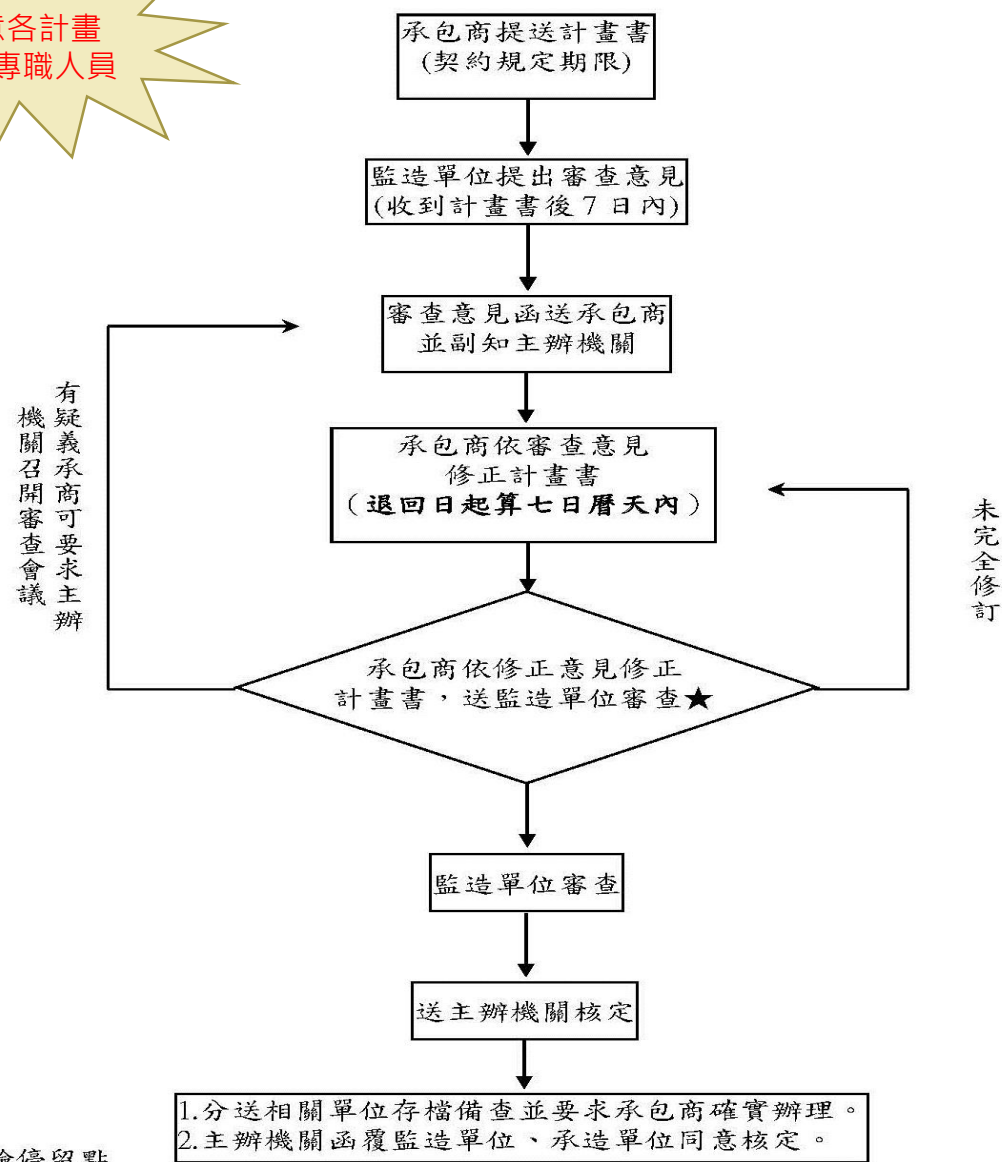 意各計畫
專職人員
承包商提送計畫書
(契約規定期限)
監造單位提出審查意見
(收到計畫書後7日內)
審查意見函送承包商
並副知主辦機關
承包商依審查意見
修正計畫書
(退回日起算七日曆天內)
有疑義承商可要求主辦
機關召開審查會議
未完全修訂
承包商依修正意見修正
計畫書，送監造單位審查★
監造單位審查
送主辦機關核定
1.分送相關單位存檔備查並要求承包商確實辦理。
2.主辦機關函覆監造單位、承造單位同意核定。
停留點